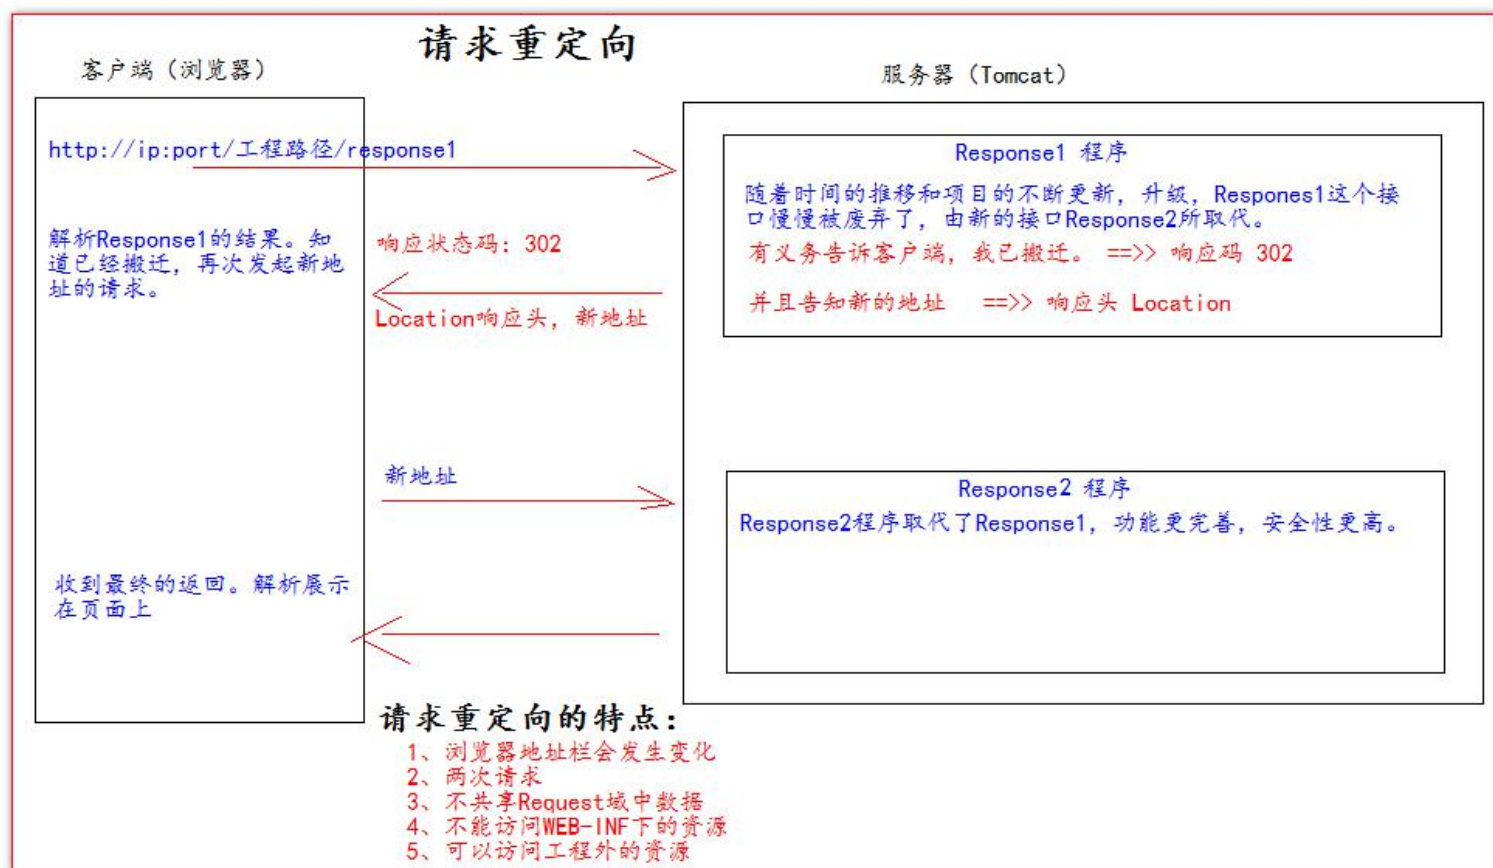 请求重定向
客户端（浏览器）
服务器（Tomcat）
http://ip:port/工程路径/response1
Response1 程序
随着时间的推移和项目的不断更新，升级，Respones1这个接
口慢慢被废弃了，由新的接口Response2所取代。
有义务告诉客户端，我已搬迁。 ==>> 响应码 302
并且告知新的地址 ==>> 响应头 Location
响应状态码：302
Location响应头，新地址
解析Response1的结果。知
道已经搬迁，再次发起新地
址的请求。
新地址
Response2 程序
Response2程序取代了Response1，功能更完善，安全性更高。
收到最终的返回。解析展示
在页面上
请求重定向的特点：
1、浏览器地址栏会发生变化
2、两次请求
3、不共享Request域中数据
4、不能访问WEB-INF下的资源
5、可以访问工程外的资源